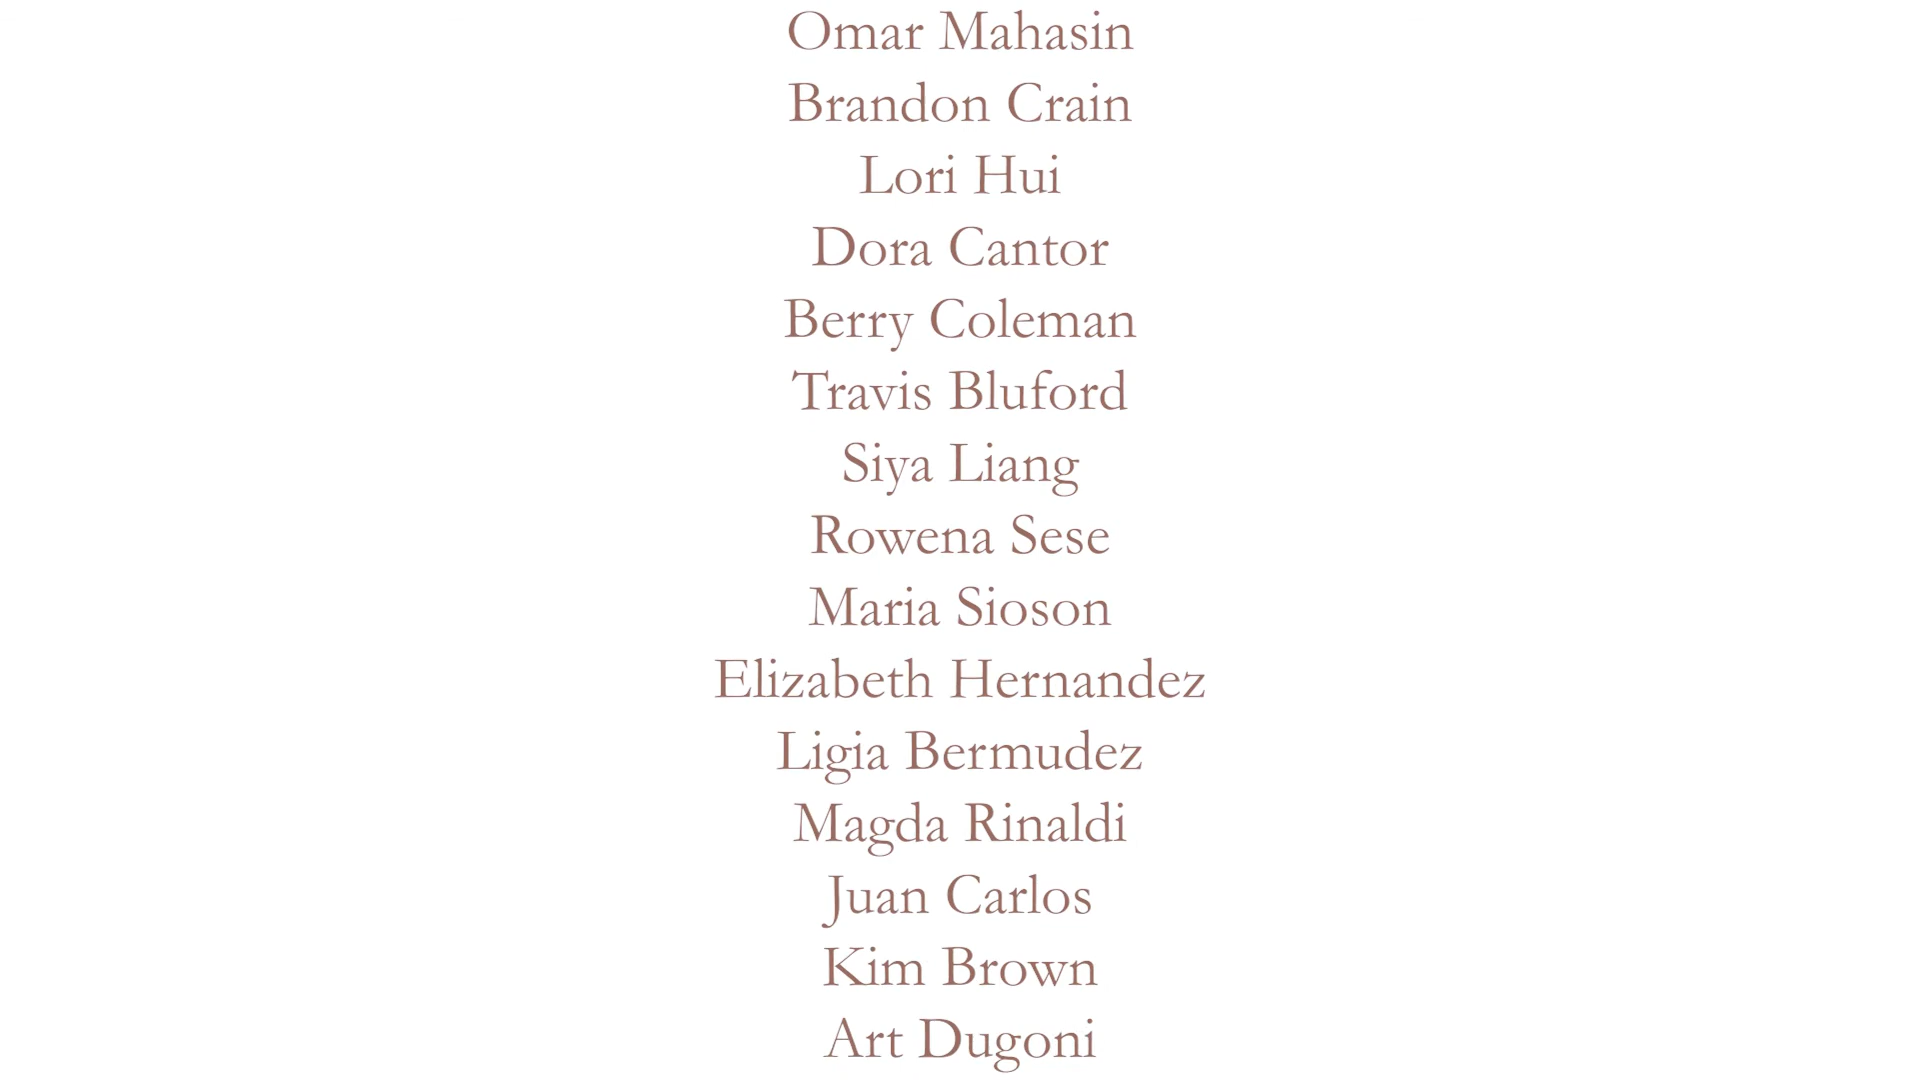 Omar Mahasin
Brandon Crain
Lori Hui
Dora Cantor
Berry Coleman
Travis Bluford
Siya Liang
Rowena Sese
Maria Sioson
Elizabeth Hernandez
Ligia Bermudez
Magda Rinaldi
Juan Carlos
Kim Brown
Art Dugoni